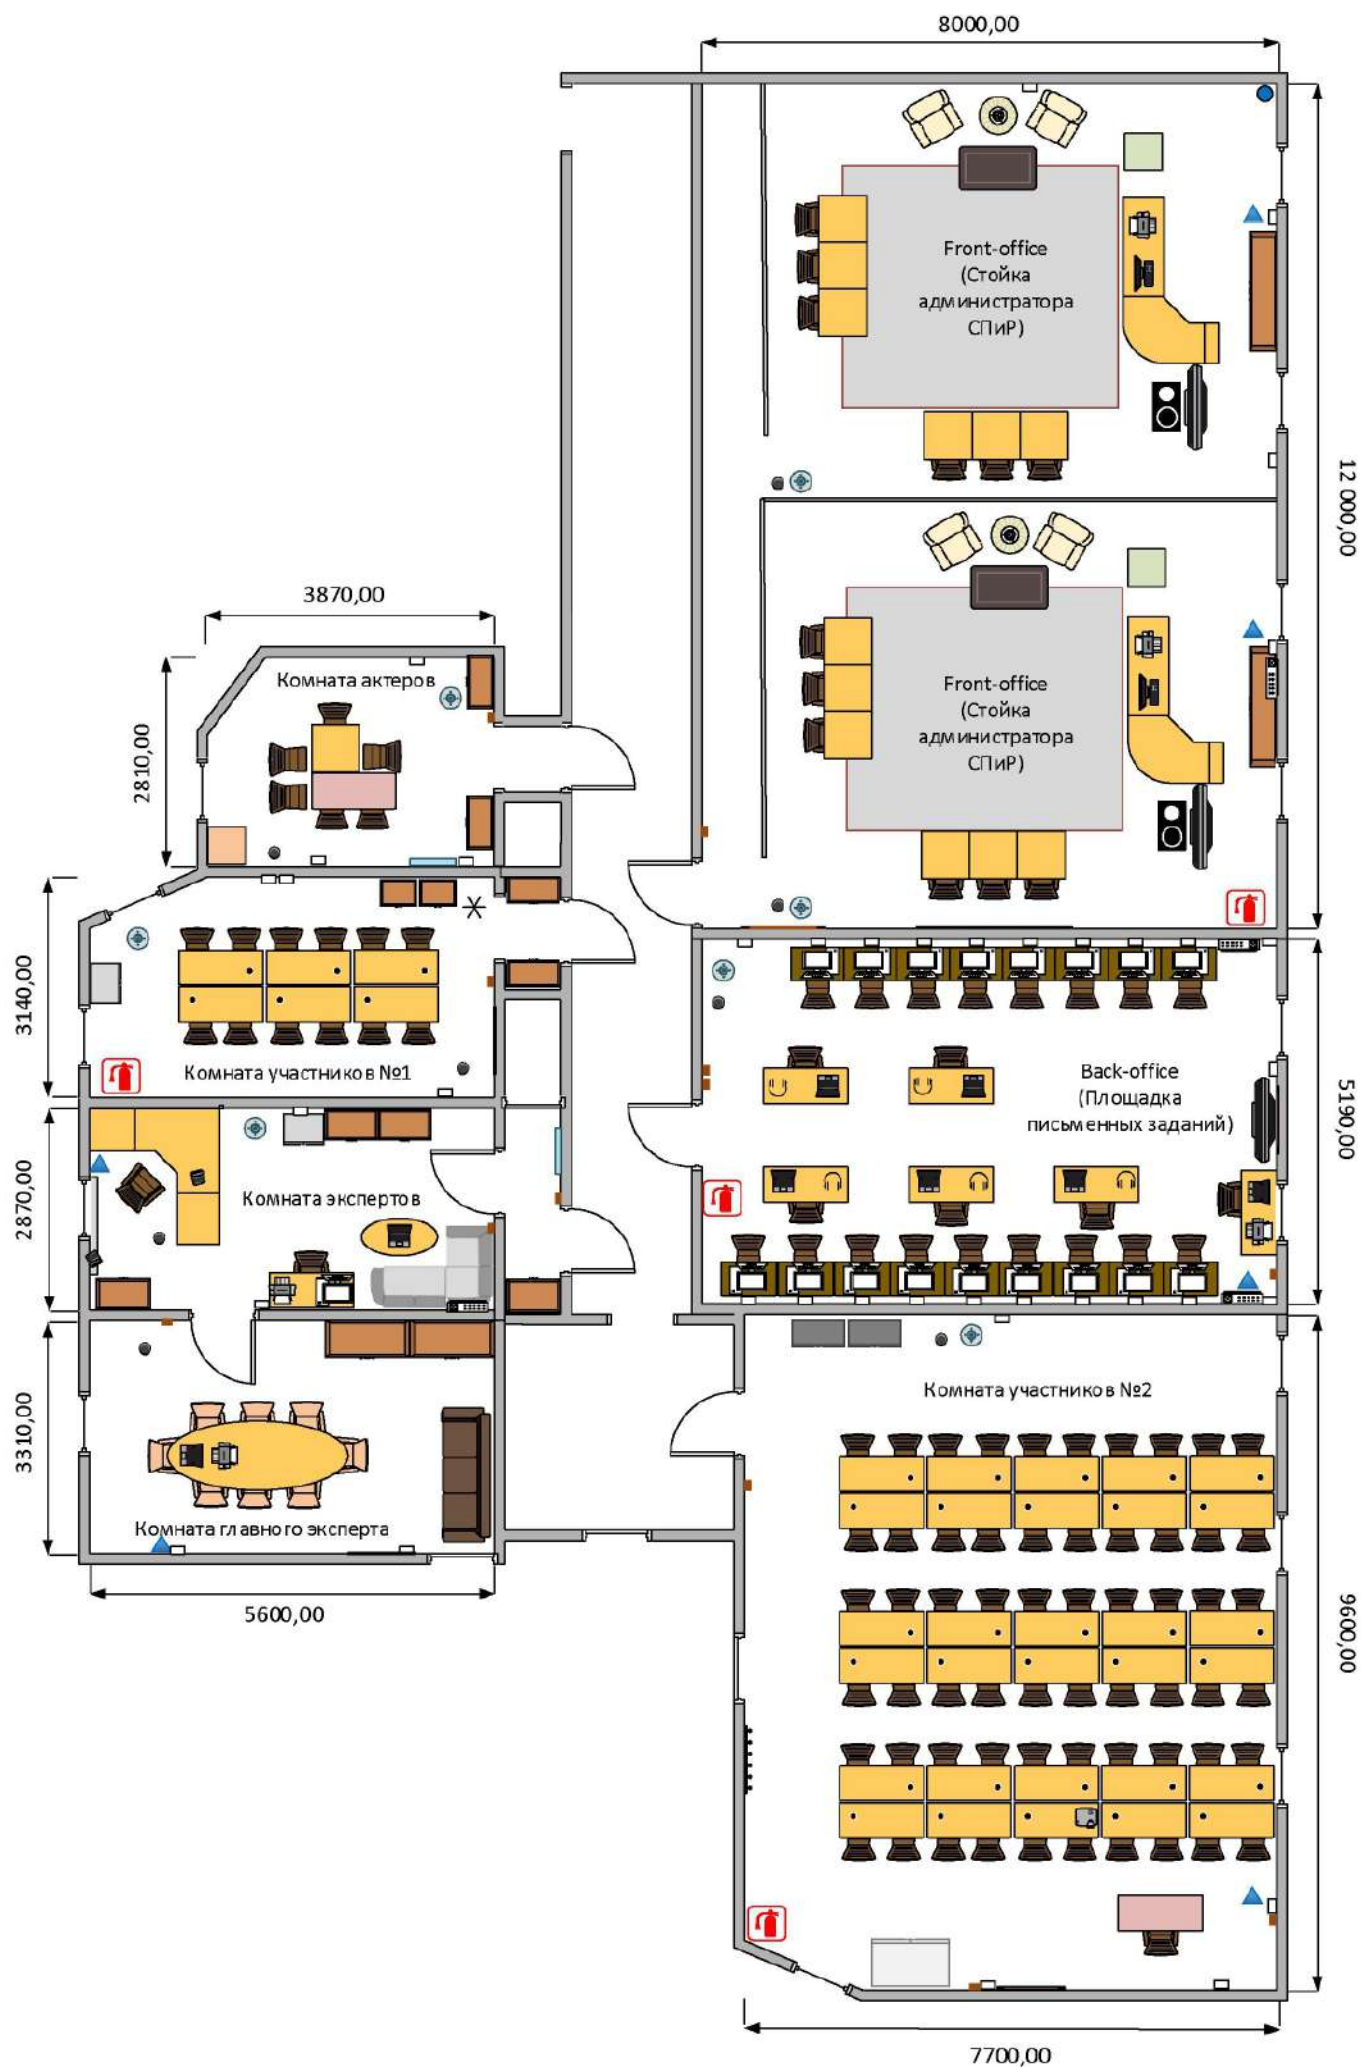 8000,00
Front-office
(Стойка
администратора
СПиР)
12 000,00
Front-office
(Стойка
администратора
СПиР)
3870,00
Комната актеров
2810,00
3140,00
Комната участников №1
Back-office
(Площадка
письменных заданий)
5190,00
2870,00
Комната экспертов
3310,00
Комната главного эксперта
5600,00
Комната участников №2
9600,00
7700,00